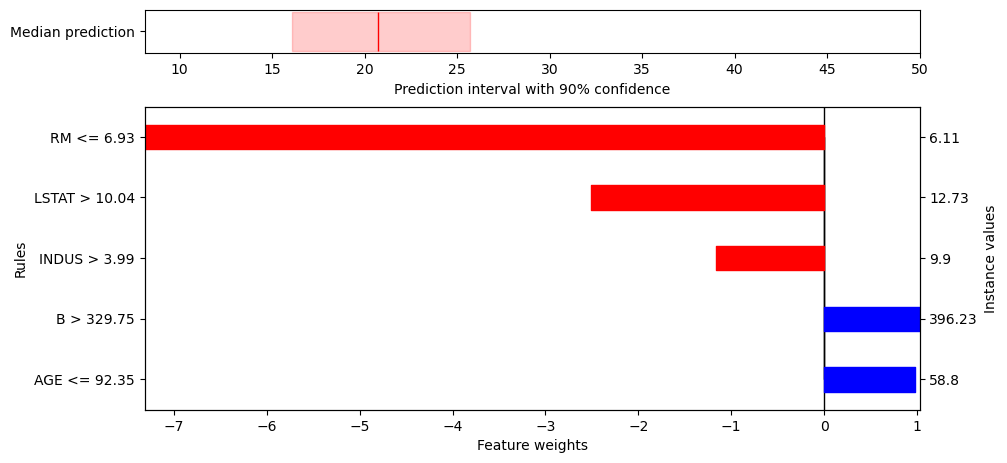 Median prediction
10 15 20 25 30 35 40 45 50
Prediction interval with 90% confidence
RM <= 6.93 6.11
LSTAT > 10.04 12.73
INDUS > 3.99 9.9
B > 329.75 396.23
AGE <= 92.35 58.8
Rules
Instance values
−7 −6 −5 −4 −3 −2 −1 0 1
Feature weights